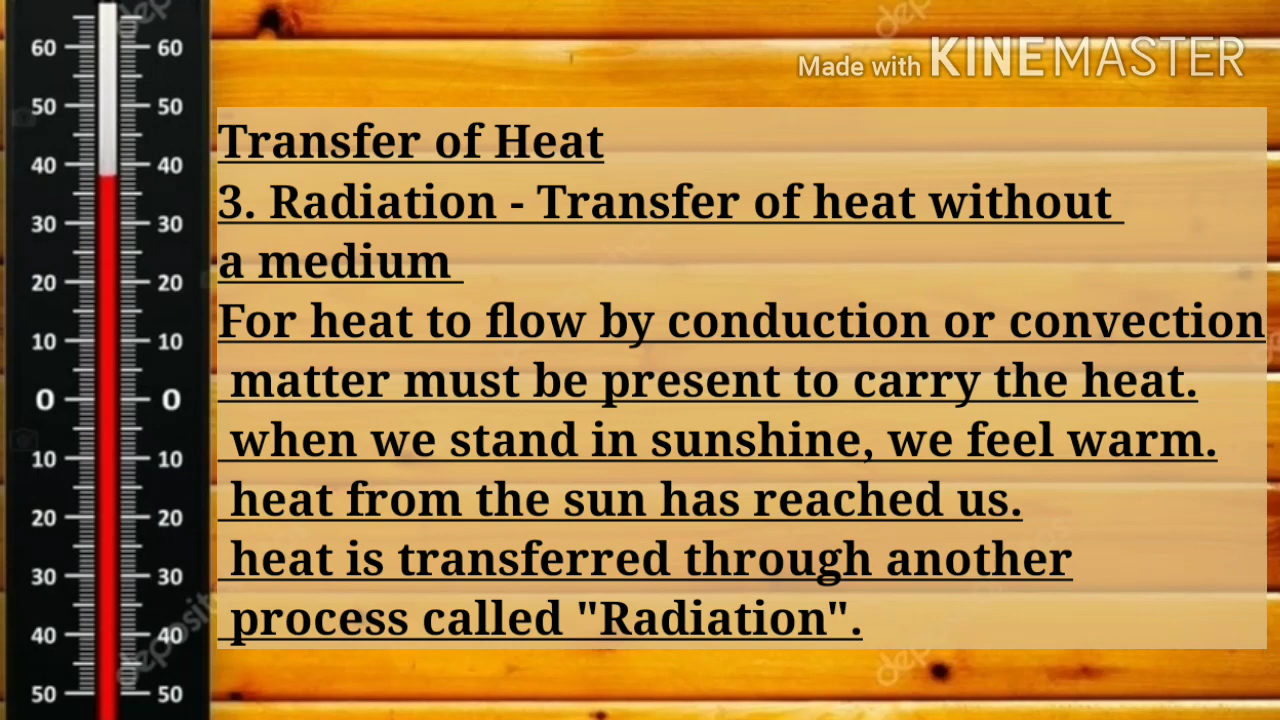 Made with KINEMASTER
Transfer of Heat
3. Radiation - Transfer of heat without
a medium
For heat to flow by conduction or convection
matter must be present to carry the heat.
when we stand in sunshine, we feel warm.
heat from the sun has reached us.
heat is transferred through another
process called "Radiation".
60 60
50 50
40 40
30 30
20 20
10 10
0 0
10 10
20 20
30 30
40 40
50 50